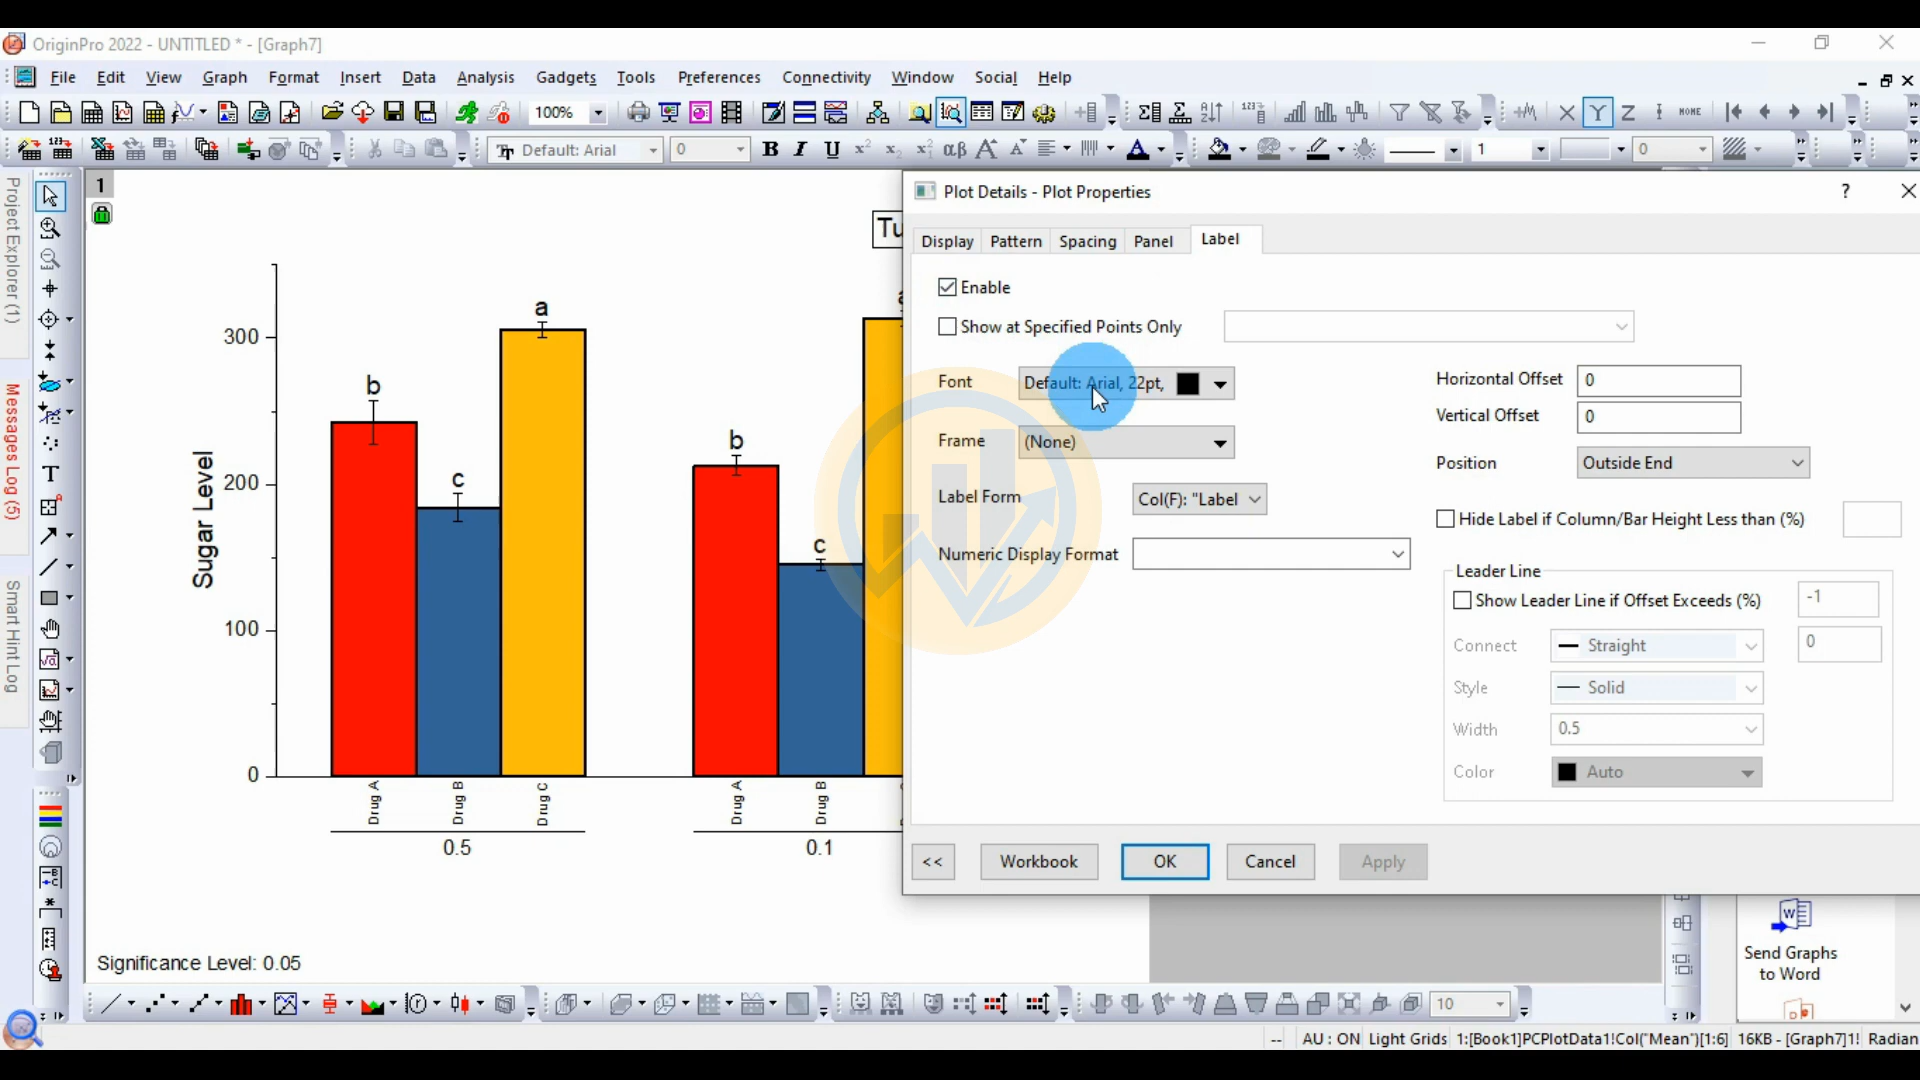 OriginPro 2022 - UNTITLED * - [Graph7]
File Edit View Graph Format Insert Data Analysis Gadgets Tools Preferences Connectivity Window Social Help
100% X Y Z HOME
Default: Arial 0 B I U αβ A A A 1 0
Project Explorer (1)
Messages Log (5)
Smart Hint Log
1
Tu
Sugar Level
300
200
100
0
b
c
a
b
c
Drug A
Drug B
Drug C
Drug A
Drug B
0.5
0.1
Significance Level: 0.05
Plot Details - Plot Properties
?
Display Pattern Spacing Panel Label
Enable
Show at Specified Points Only
Font Default: Arial, 22pt,
Frame (None)
Label Form Col(F): "Label
Numeric Display Format
Horizontal Offset 0
Vertical Offset 0
Position Outside End
Hide Label if Column/Bar Height Less than (%)
Leader Line
Show Leader Line if Offset Exceeds (%) -1
Connect Straight 0
Style Solid
Width 0.5
Color Auto
<< Workbook OK Cancel Apply
Send Graphs
to Word
10
-- AU : ON Light Grids 1:[Book1]PCPlotData1!Col("Mean")[1:6] 16KB - [Graph7]1! Radian